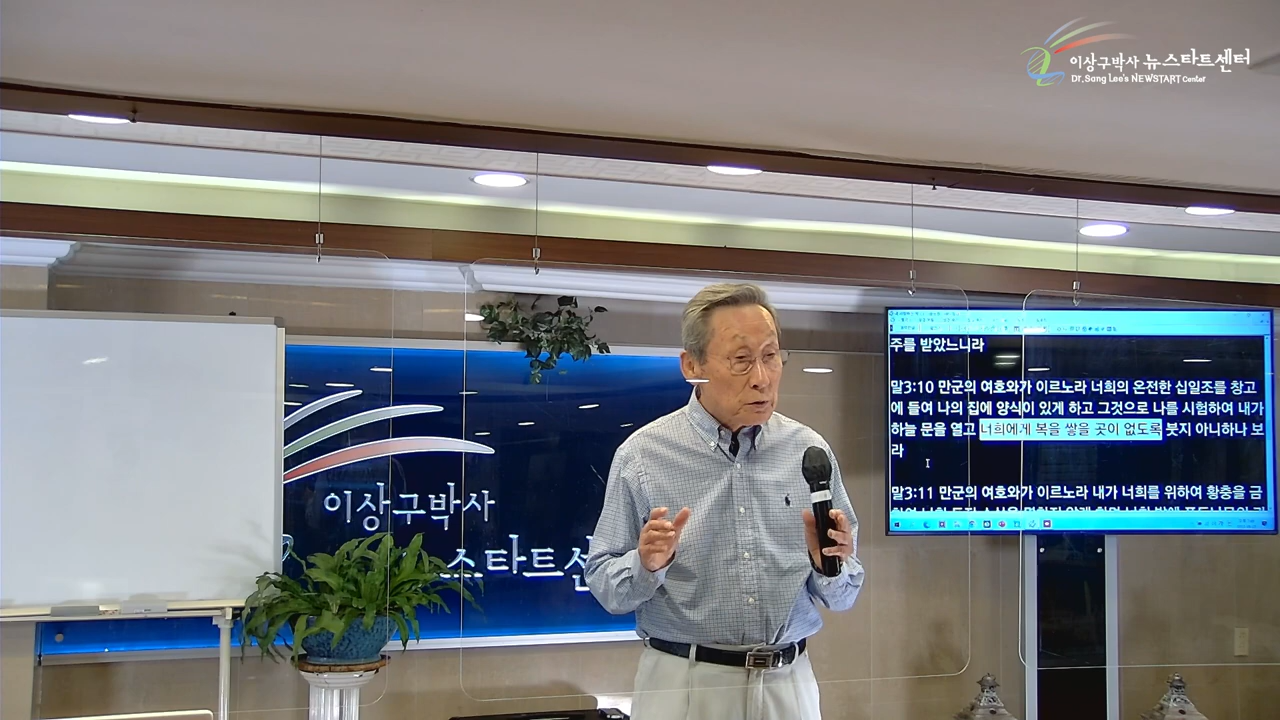 이상구박사 뉴스타트센터
Dr.Sang Lee's NEWSTART Center
이상구박사
스타트센
주를 받았느니라
말3:10 만군의 여호와가 이르노라 너희의 온전한 십일조를 창고
에 들여 나의 집에 양식이 있게 하고 그것으로 나를 시험하여 내가
하늘 문을 열고 너희에게 복을 쌓을 곳이 없도록 붓지 아니하나 보
라
말3:11 만군의 여호와가 이르노라 내가 너희를 위하여 황충을 금